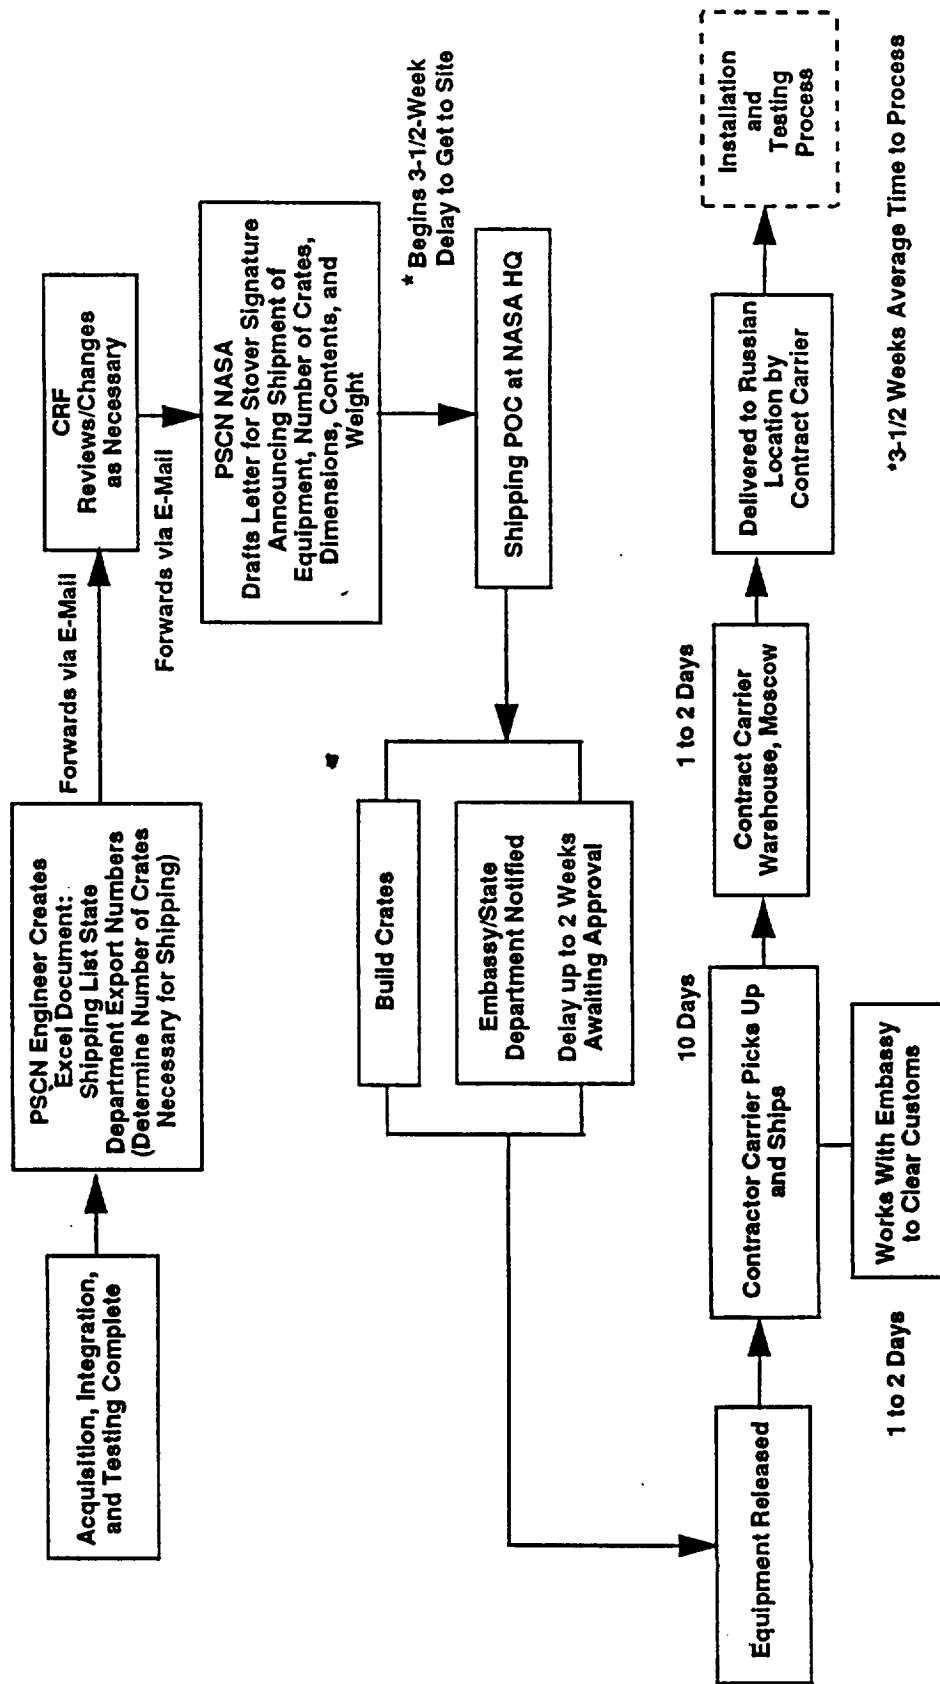 Acquisition, Integration,
and Testing Complete
PSCN Engineer Creates
Excel Document:
Shipping List State
Department Export Numbers
(Determine Number of Crates
Necessary for Shipping)
Forwards via E-Mail
CRF
Reviews/Changes
as Necessary
Forwards via E-Mail
PSCN NASA
Drafts Letter for Stover Signature
Announcing Shipment of
Equipment, Number of Crates,
Dimensions, Contents, and
Weight
* Begins 3-1/2-Week
Delay to Get to Site
Shipping POC at NASA HQ
Build Crates
Embassy/State
Department Notified
Delay up to 2 Weeks
Awaiting Approval
Equipment Released
10 Days
Contractor Carrier Picks Up
and Ships
1 to 2 Days
Works With Embassy
to Clear Customs
1 to 2 Days
Contract Carrier
Warehouse, Moscow
Delivered to Russian
Location by
Contract Carrier
Installation
and
Testing
Process
*3-1/2 Weeks Average Time to Process